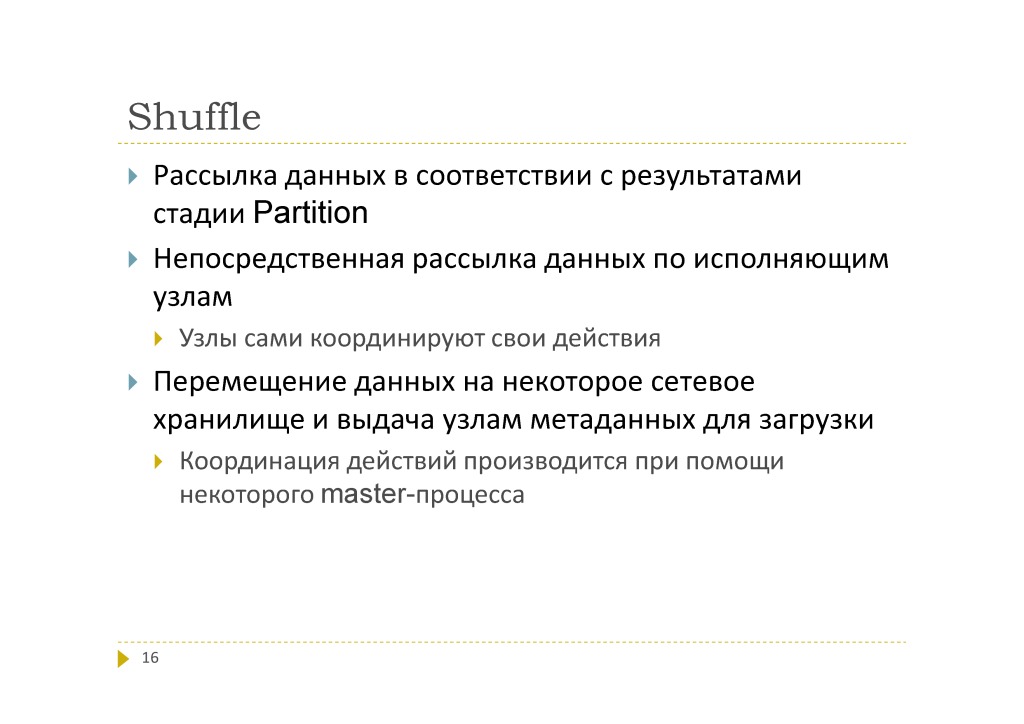 Shuffle
Рассылка данных в соответствии с результатами
стадии Partition
Непосредственная рассылка данных по исполняющим
узлам
Узлы сами координируют свои действия
Перемещение данных на некоторое сетевое
хранилище и выдача узлам метаданных для загрузки
Координация действий производится при помощи
некоторого master-процесса
16